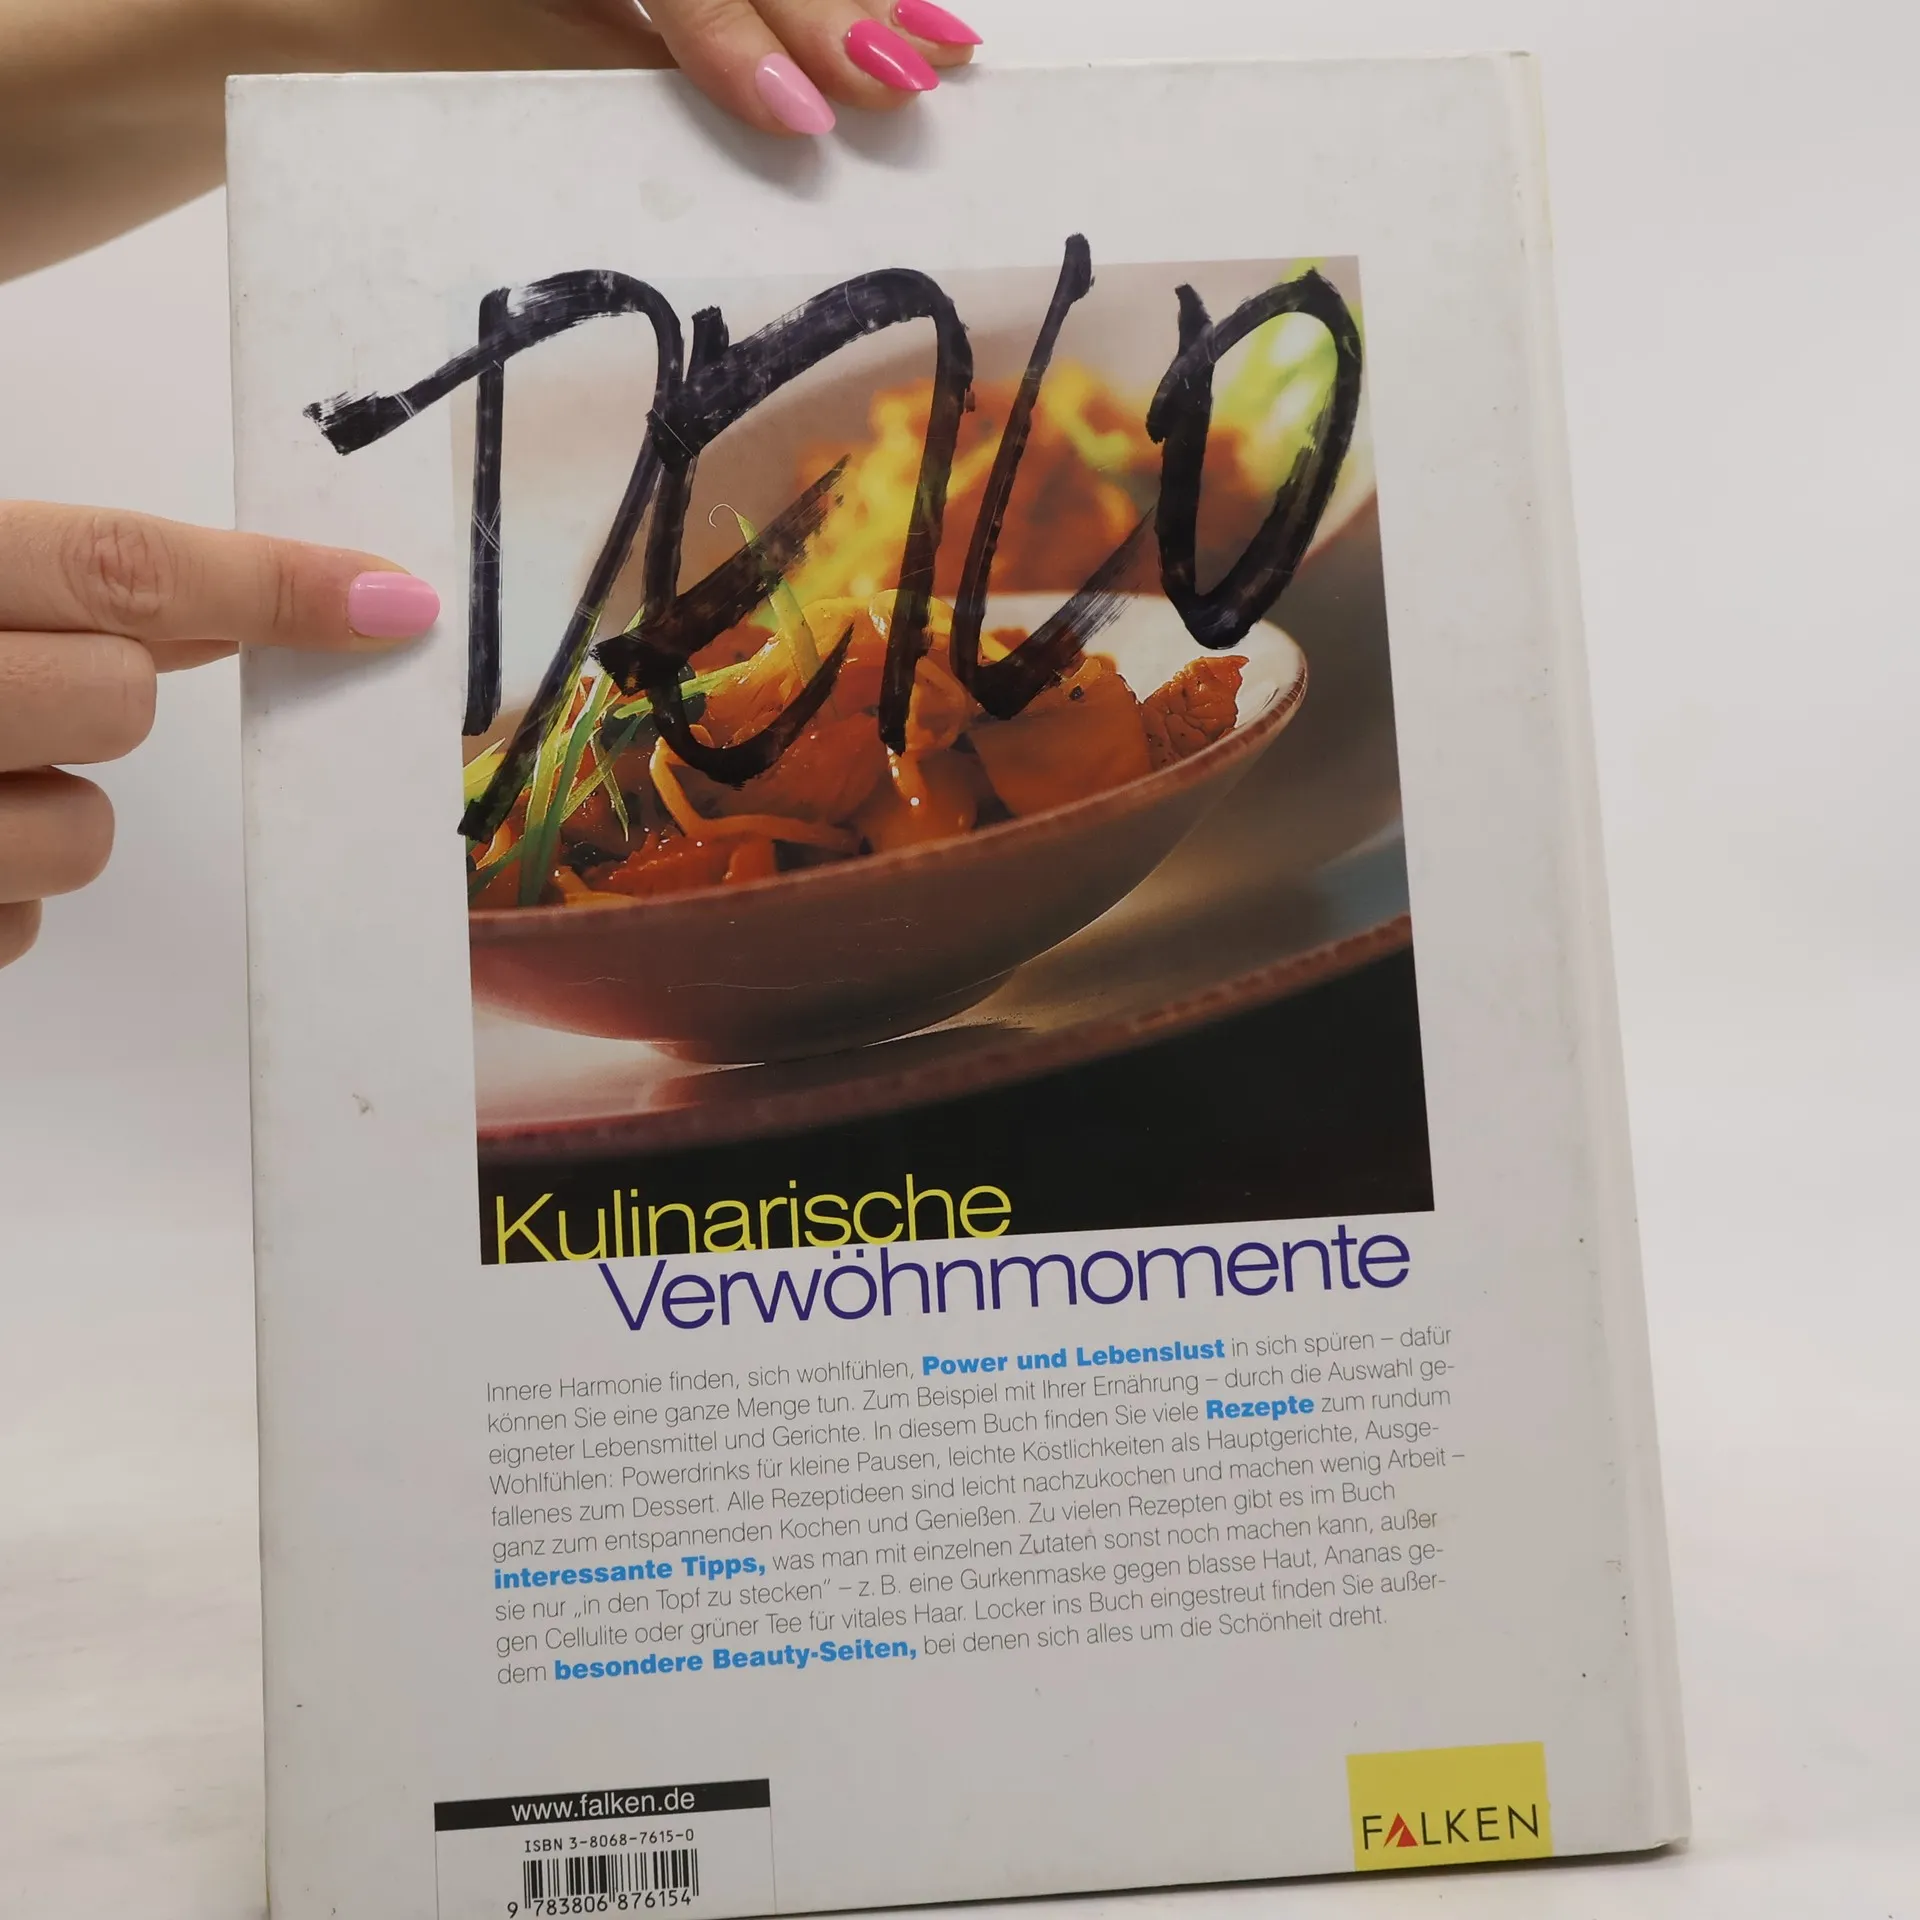 Kulinarische
Verwöhnmomente
Innere Harmonie finden, sich wohlfühlen, Power und Lebenslust in sich spüren – dafür
können Sie eine ganze Menge tun. Zum Beispiel mit Ihrer Ernährung – durch die Auswahl ge-
eigneter Lebensmittel und Gerichte. In diesem Buch finden Sie viele Rezepte zum rundum
Wohlfühlen: Powerdrinks für kleine Pausen, leichte Köstlichkeiten als Hauptgerichte, Ausge-
fallenes zum Dessert. Alle Rezeptideen sind leicht nachzukochen und machen wenig Arbeit –
ganz zum entspannenden Kochen und Genießen. Zu vielen Rezepten gibt es im Buch
interessante Tipps, was man mit einzelnen Zutaten sonst noch machen kann, außer
sie nur „in den Topf zu stecken“ – z. B. eine Gurkenmaske gegen blasse Haut, Ananas ge-
gen Cellulite oder grüner Tee für vitales Haar. Locker ins Buch eingestreut finden Sie außer-
dem besondere Beauty-Seiten, bei denen sich alles um die Schönheit dreht.
www.falken.de
ISBN 3-8068-7615-0
9 783806 876154
FALKEN